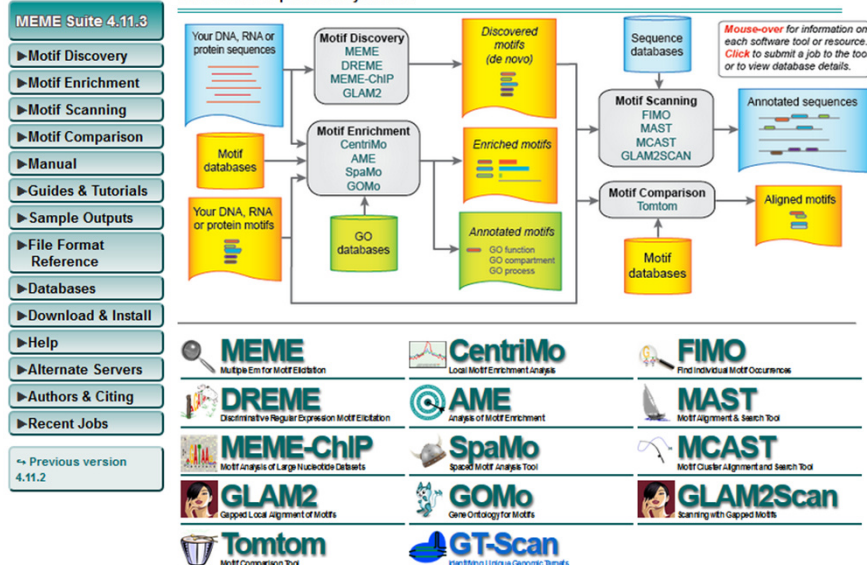 MEME Suite 4.11.3
►Motif Discovery
►Motif Enrichment
►Motif Scanning
►Motif Comparison
►Manual
►Guides & Tutorials
►Sample Outputs
►File Format
Reference
►Databases
►Download & Install
►Help
►Alternate Servers
►Authors & Citing
►Recent Jobs
↪ Previous version
4.11.2
Your DNA, RNA or
protein sequences
Motif Discovery
MEME
DREME
MEME-ChIP
GLAM2
Discovered
motifs
(de novo)
Sequence
databases
Mouse-over for information on
each software tool or resource.
Click to submit a job to the tool
or to view database details.
Motif
databases
Motif Enrichment
CentriMo
AME
SpaMo
GOMo
Enriched motifs
Motif Scanning
FIMO
MAST
MCAST
GLAM2SCAN
Annotated sequences
Your DNA, RNA
or protein motifs
GO
databases
Annotated motifs
GO function
GO compartment
GO process
Motif Comparison
Tomtom
Aligned motifs
Motif
databases
MEME
Multiple Em for Motif Elicitation
CentriMo
Local Motif Enrichment Analysis
FIMO
Find Individual Motif Occurrences
DREME
Discriminative Regular Expression Motif Elicitation
AME
Analysis of Motif Enrichment
MAST
Motif Alignment & Search Tool
MEME-ChIP
Motif Analysis of Large Nucleotide Datasets
SpaMo
Spaced Motif Analysis Tool
MCAST
Motif Cluster Alignment and Search Tool
GLAM2
Gapped Local Alignment of Motifs
GOMo
Gene Ontology for Motifs
GLAM2Scan
Scanning with Gapped Motifs
Tomtom
Motif Comparison Tool
GT-Scan
Identifying Unique Genomic Targets